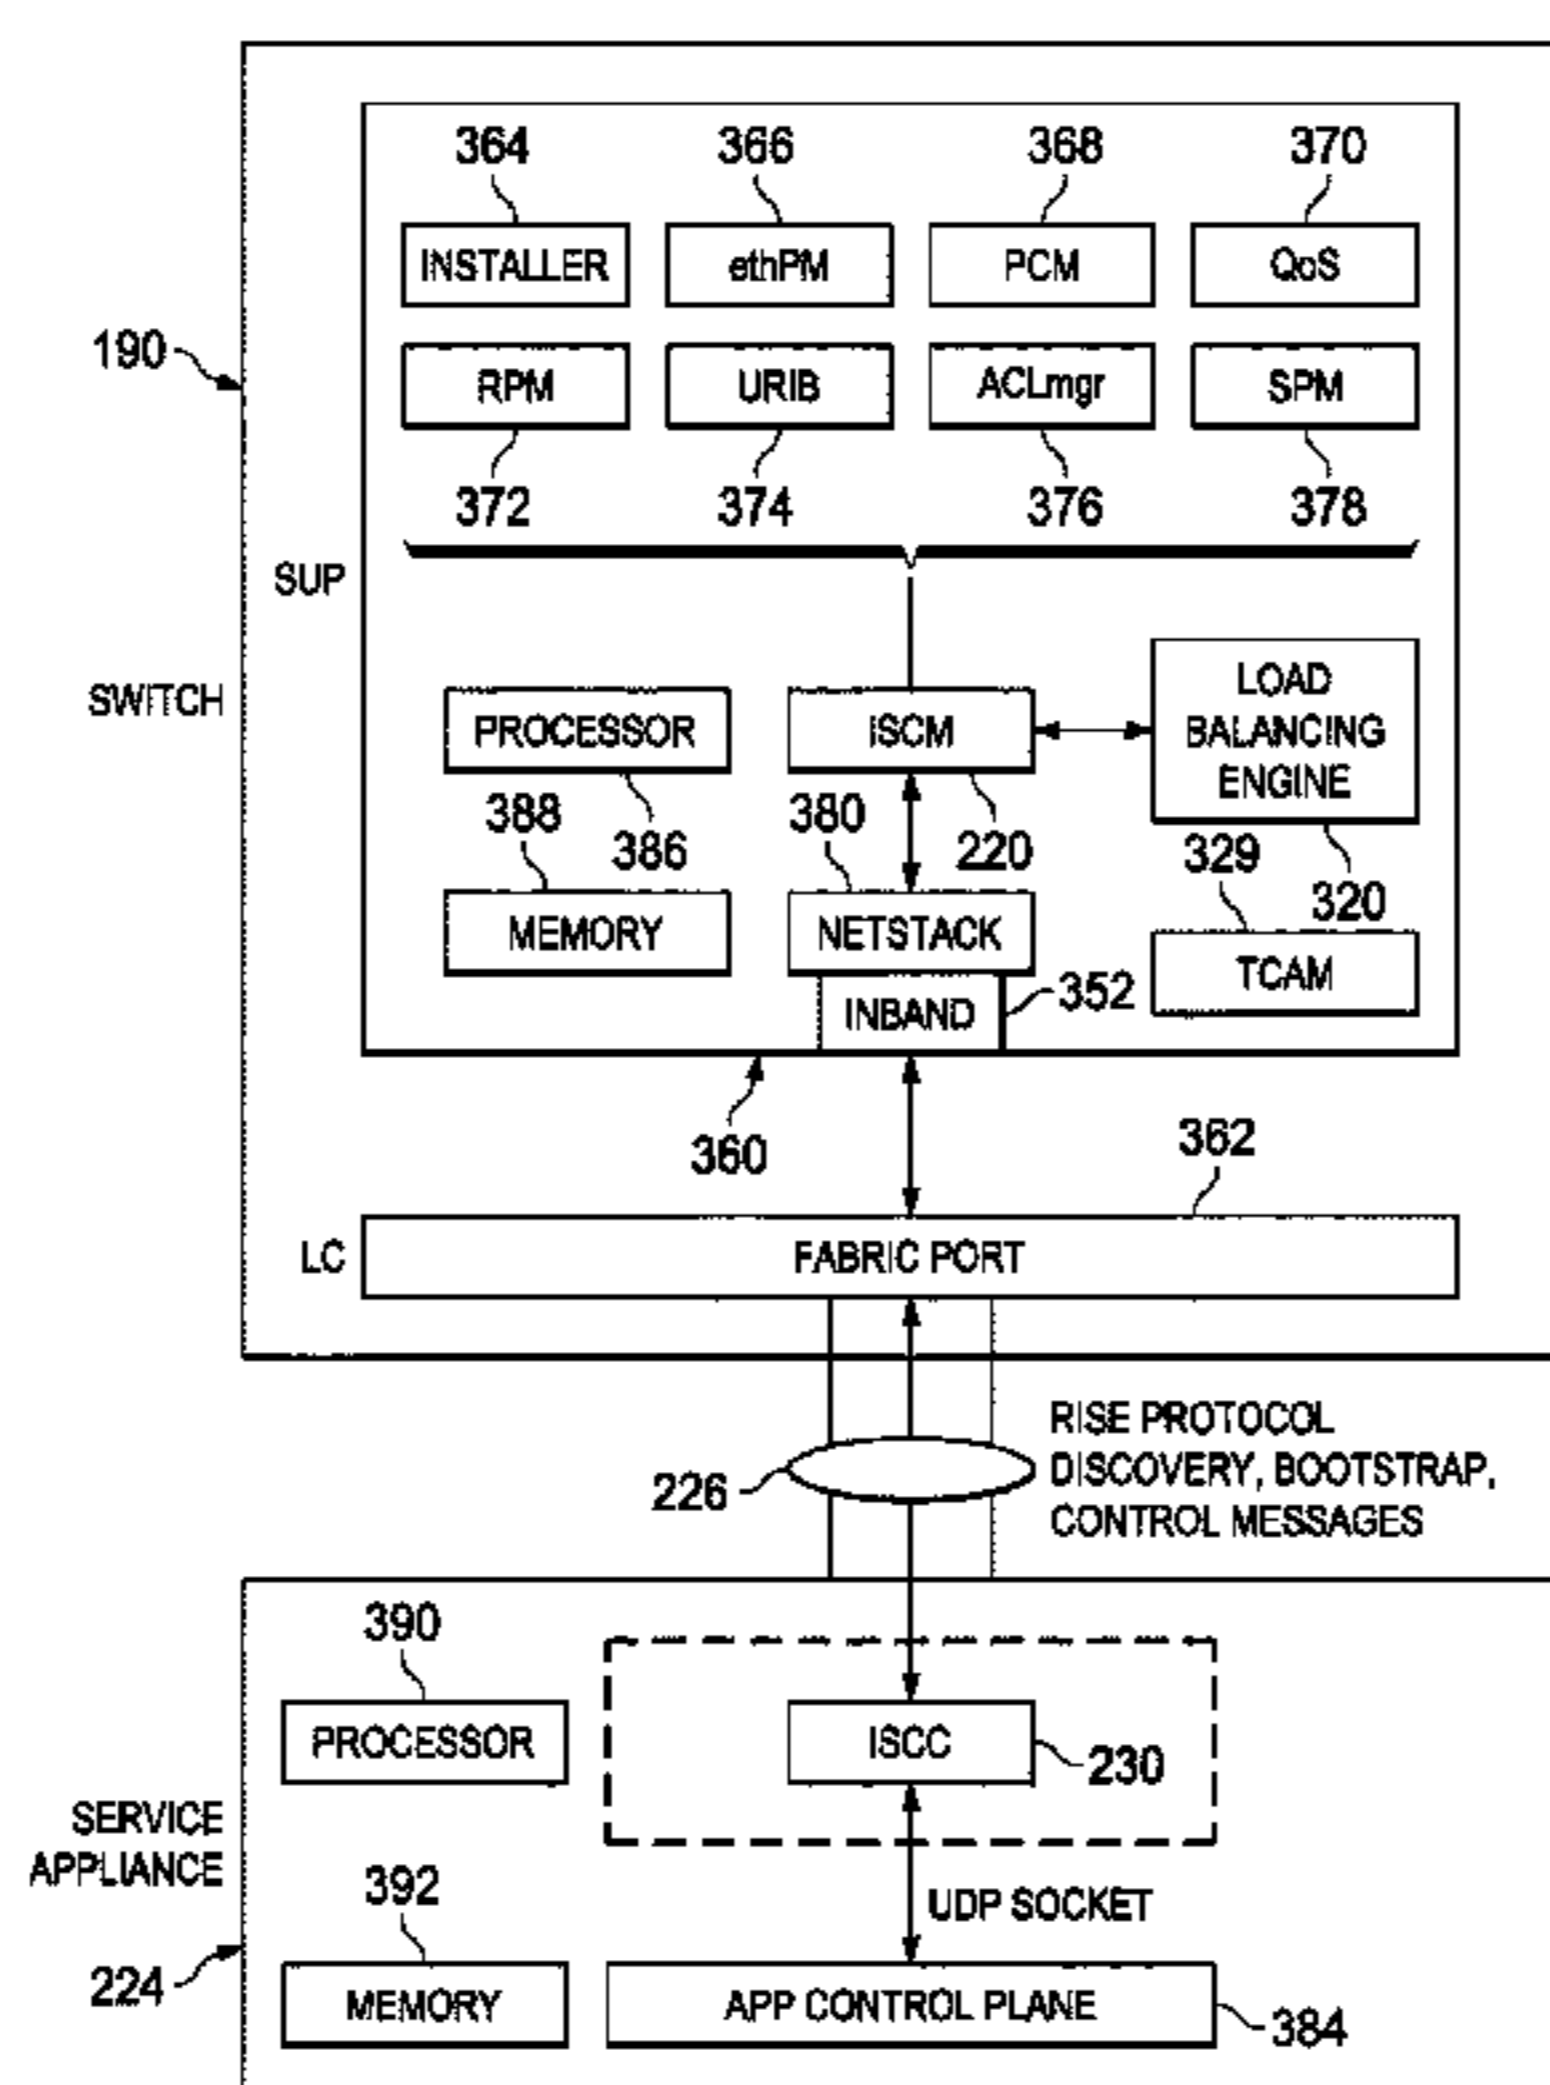 364 366 368 370
INSTALLER ethPM PCM QoS
190
RPM URIB ACLmgr SPM
372 374 376 378
SUP
SWITCH
PROCESSOR
ISCM
LOAD
BALANCING
ENGINE
388 386 380 220 329 320
MEMORY
NETSTACK
TCAM
INBAND
352
360
362
LC
FABRIC PORT
226
RISE PROTOCOL
DISCOVERY, BOOTSTRAP,
CONTROL MESSAGES
390
PROCESSOR
ISCC
230
SERVICE
APPLIANCE
224
392
UDP SOCKET
MEMORY
APP CONTROL PLANE
384